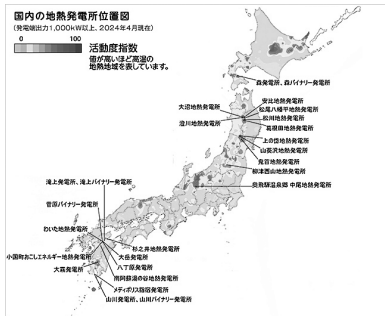 国内の地熱発電所位置図
(発電端出力1,000kW以上、2024年4月現在)
0 100
活動度指数
値が高いほど高温の
地熱地域を表しています。
森発電所、森バイナリー発電所
大沼地熱発電所
澄川地熱発電所
安比地熱発電所
松尾八幡平地熱発電所
松川地熱発電所
葛根田地熱発電所
上の岱地熱発電所
山葵沢地熱発電所
鬼首地熱発電所
柳津西山地熱発電所
奥飛騨温泉郷 中尾地熱発電所
滝上発電所、滝上バイナリー発電所
菅原バイナリー発電所
わいた地熱発電所
小国町おこしエネルギー地熱発電所
大霧発電所
杉乃井地熱発電所
大岳発電所
八丁原発電所
南阿蘇湯の谷地熱発電所
メディポリス指宿発電所
山川発電所、山川バイナリー発電所